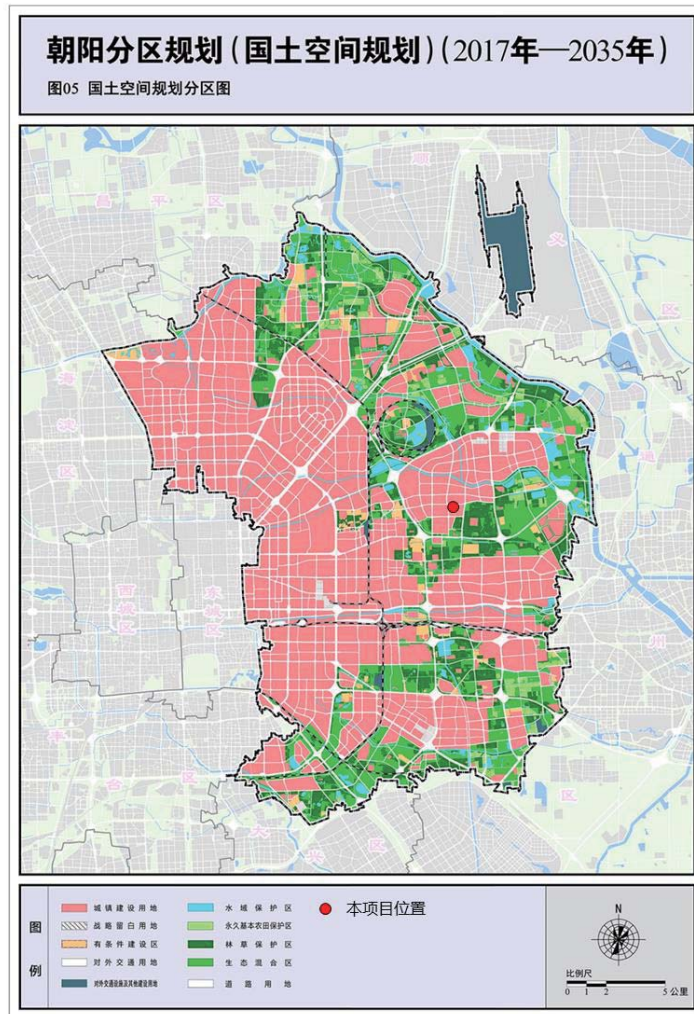 朝阳分区规划（国土空间规划）（2017年—2035年）
图05 国土空间规划分区图
顺
义
区
昌平区
海
淀
区
通
州
区
西城区
东城区
丰
台
区
大
兴
区
图
例
城镇建设用地
战略留白用地
有条件建设区
对外交通用地
对外交通设施及其他建设用地
水域保护区
永久基本农田保护区
林草保护区
生态混合区
道路用地
本项目位置
N
比例尺
0 1 2 5 公里